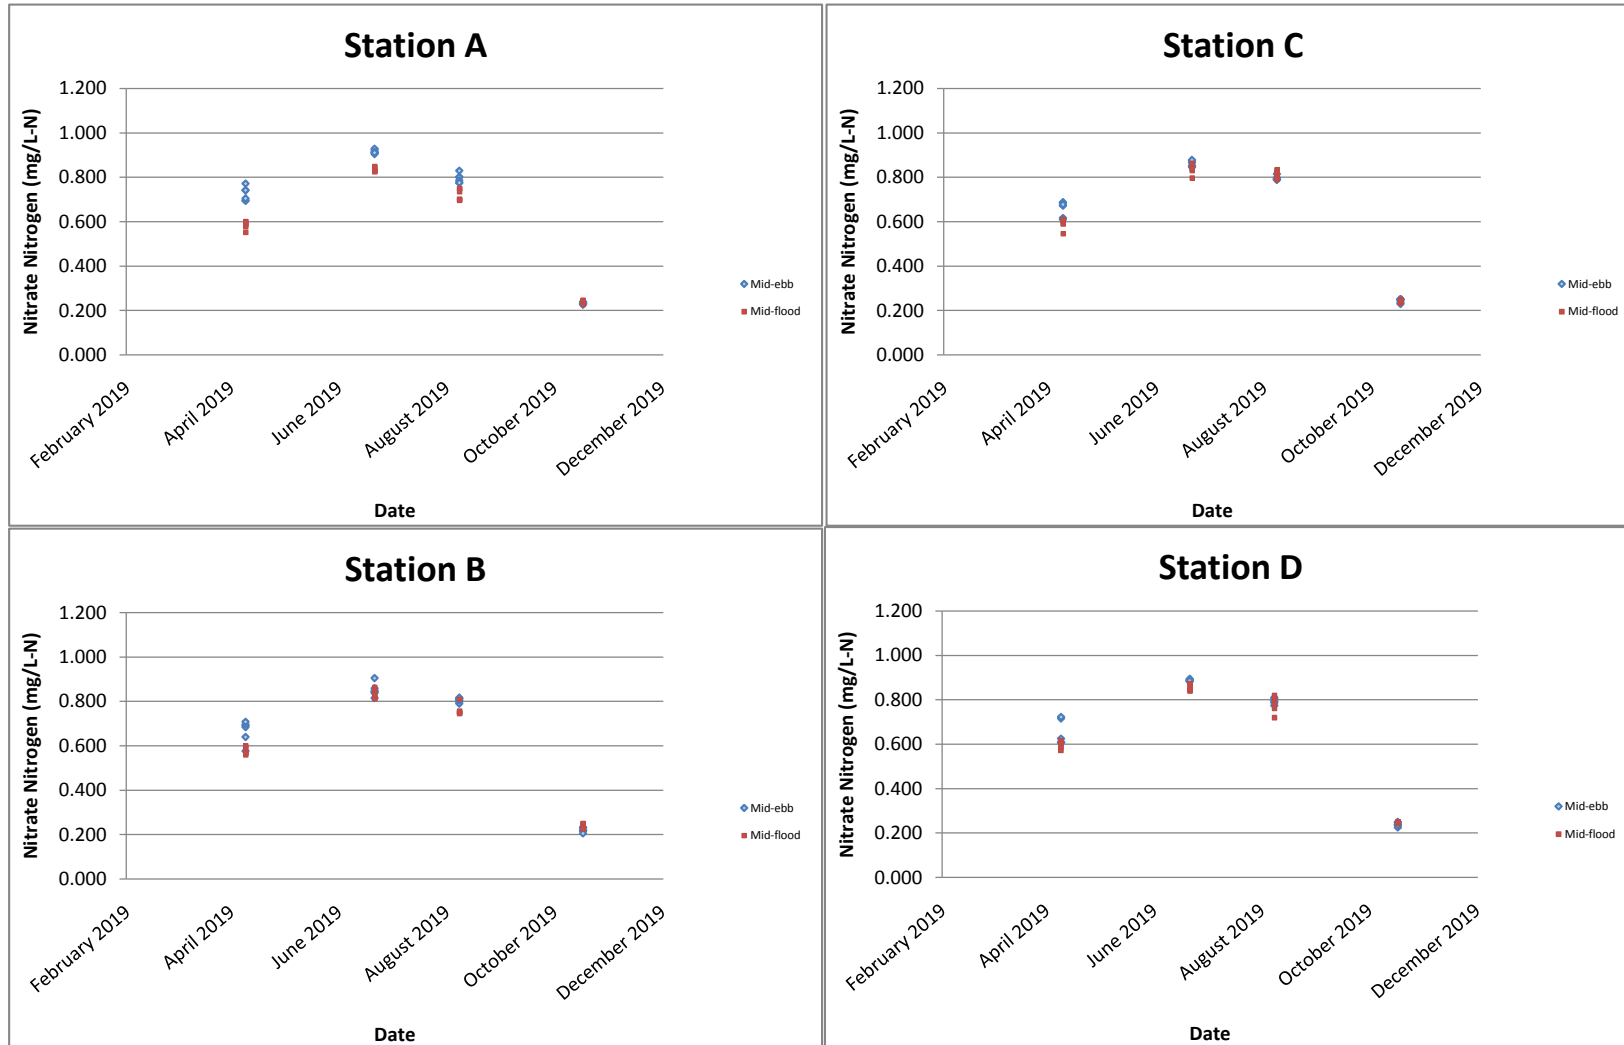 Station A
Nitrate Nitrogen (mg/L-N)
1.200
1.000
0.800
0.600
0.400
0.200
0.000
February 2019
April 2019
June 2019
August 2019
October 2019
December 2019
Date
Mid-ebb
Mid-flood
Station C
Nitrate Nitrogen (mg/L-N)
1.200
1.000
0.800
0.600
0.400
0.200
0.000
February 2019
April 2019
June 2019
August 2019
October 2019
December 2019
Date
Mid-ebb
Mid-flood
Station B
Nitrate Nitrogen (mg/L-N)
1.200
1.000
0.800
0.600
0.400
0.200
0.000
February 2019
April 2019
June 2019
August 2019
October 2019
December 2019
Date
Mid-ebb
Mid-flood
Station D
Nitrate Nitrogen (mg/L-N)
1.200
1.000
0.800
0.600
0.400
0.200
0.000
February 2019
April 2019
June 2019
August 2019
October 2019
December 2019
Date
Mid-ebb
Mid-flood